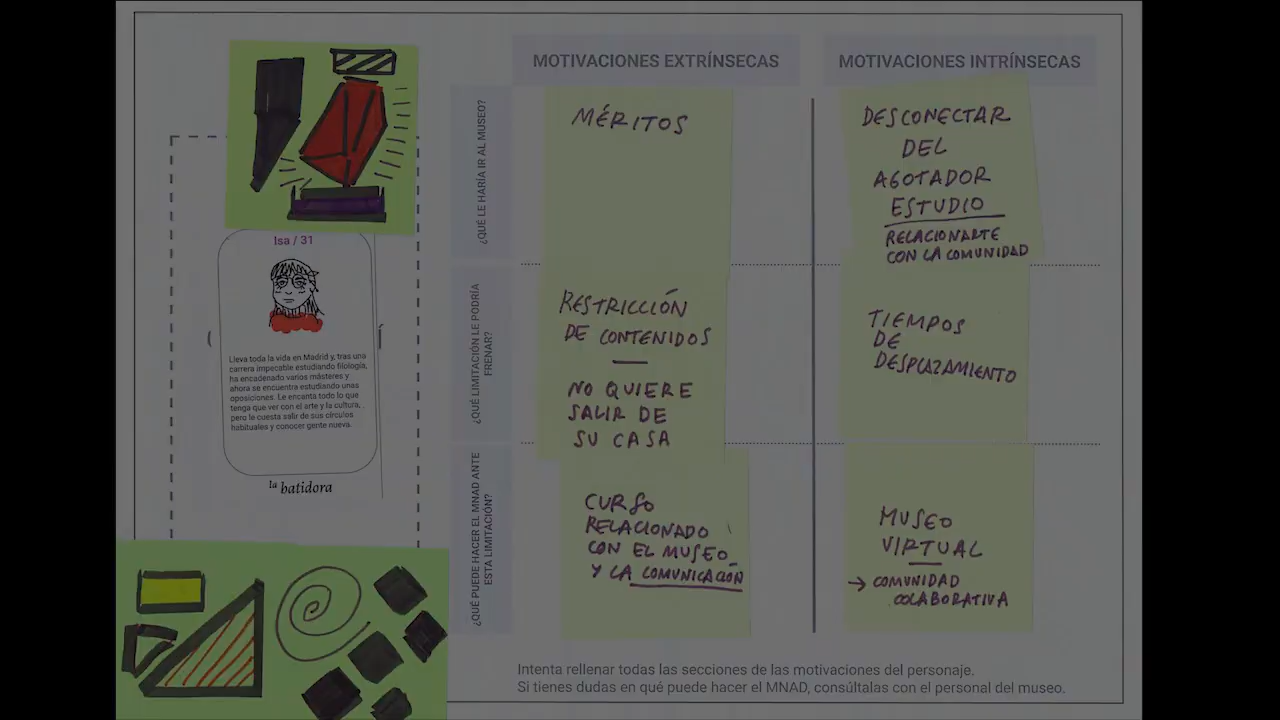 MOTIVACIONES EXTRÍNSECAS
MOTIVACIONES INTRÍNSECAS
¿QUÉ LE HARÍA IR AL MUSEO?
MÉRITOS
DESCONECTAR
DEL
AGOTADOR
ESTUDIO
RELACIONARTE
CON LA COMUNIDAD
Isa / 31
Lleva toda la vida en Madrid y, tras una
carrera impecable estudiando filología,
ha encadenado varios másteres y
ahora se encuentra estudiando unas
oposiciones. Le encanta todo lo que
tenga que ver con el arte y la cultura,
pero le cuesta salir de sus círculos
habituales y conocer gente nueva.
la batidora
¿QUÉ LIMITACIÓN LE PODRÍA
FRENAR?
RESTRICCIÓN
DE CONTENIDOS
NO QUIERE
SALIR DE
SU CASA
TIEMPOS
DE
DESPLAZAMIENTO
¿QUÉ PUEDE HACER EL MNAD ANTE
ESTA LIMITACIÓN?
CURSO
RELACIONADO
CON EL MUSEO
Y LA COMUNICACIÓN
MUSEO
VIRTUAL
→ COMUNIDAD
COLABORATIVA
Intenta rellenar todas las secciones de las motivaciones del personaje.
Si tienes dudas en qué puede hacer el MNAD, consúltalas con el personal del museo.